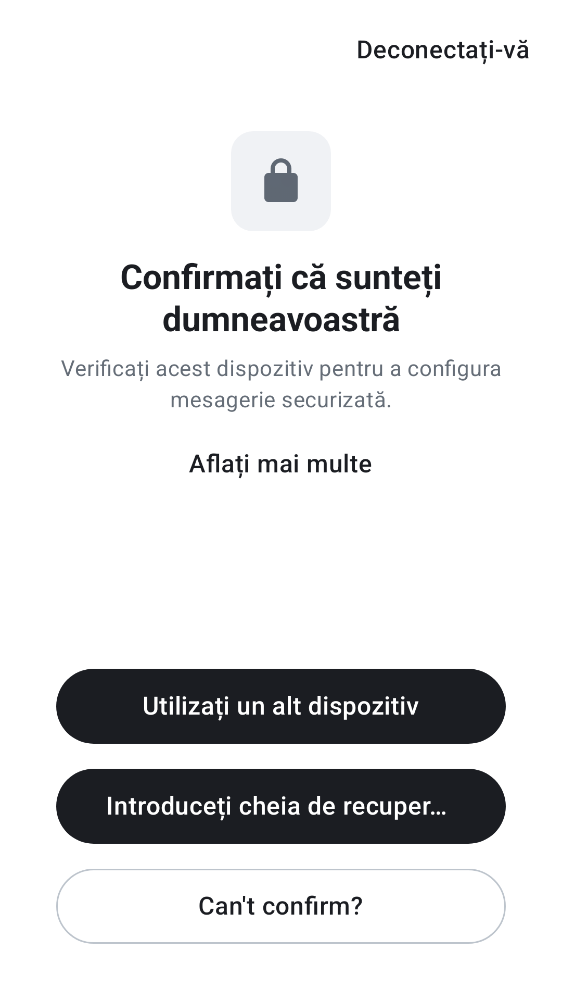 Deconectați-vă
Confirmați că sunteți
dumneavoastră
Verificați acest dispozitiv pentru a configura
mesagerie securizată.
Aflați mai multe
Utilizați un alt dispozitiv
Introduceți cheia de recuper…
Can't confirm?